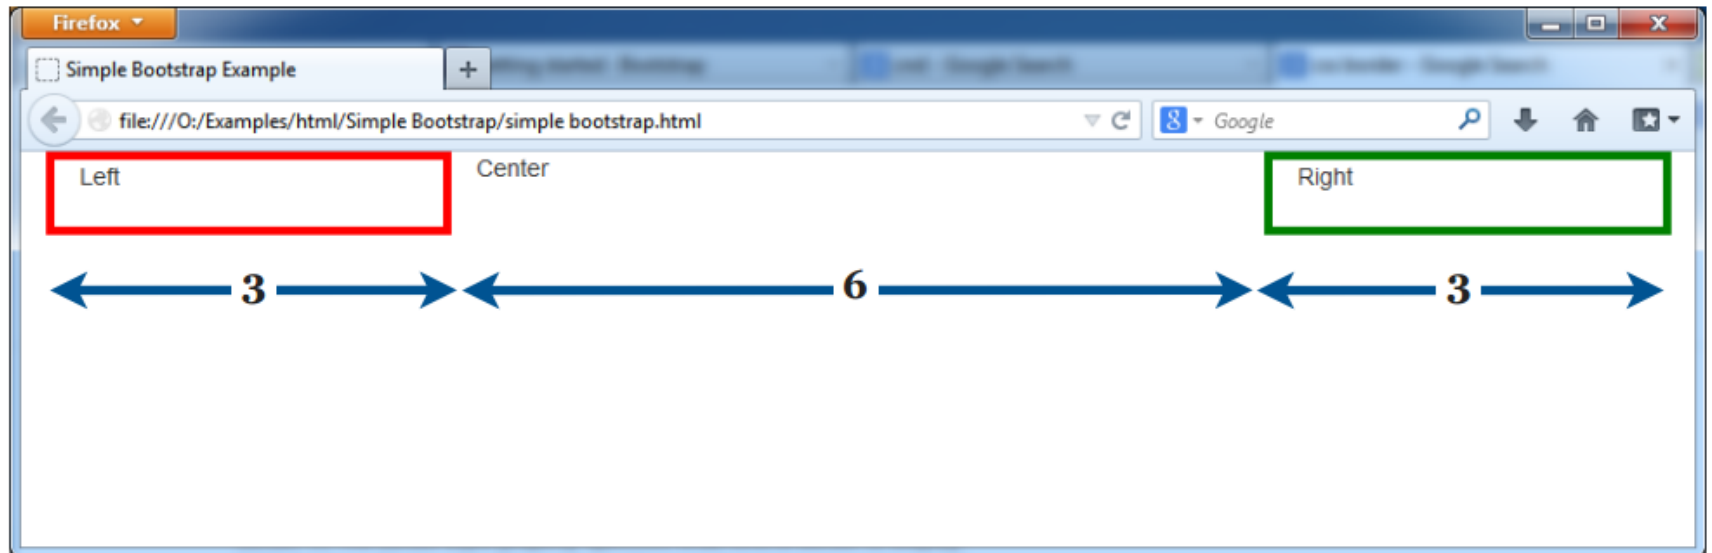 Firefox
Simple Bootstrap Example
file:///O:/Examples/html/Simple Bootstrap/simple bootstrap.html
8 Google
Left Center Right
3 6 3